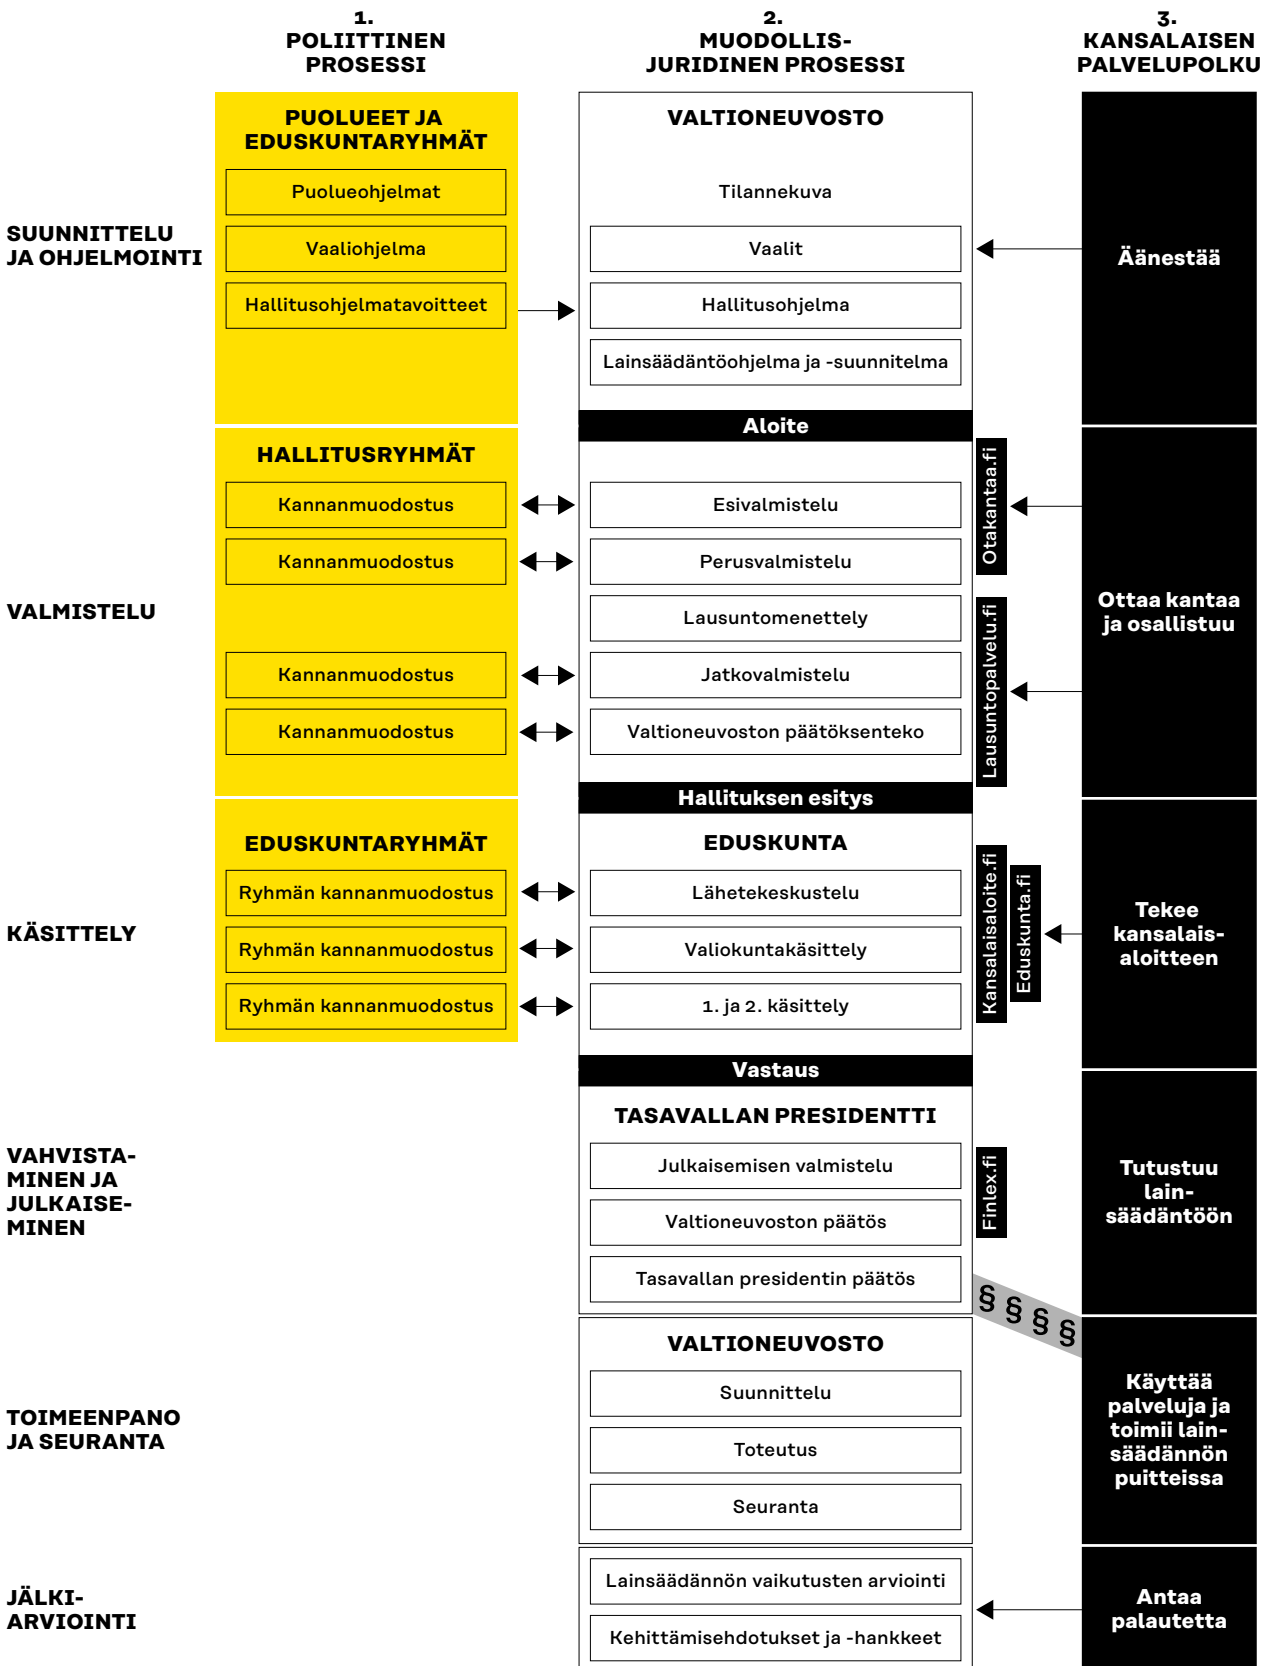 1.
POLIITTINEN
PROSESSI
2.
MUODOLLIS-
JURIDINEN PROSESSI
3.
KANSALAISEN
PALVELUPOLKU
SUUNNITTELU
JA OHJELMOINTI
PUOLUEET JA
EDUSKUNTARYHMÄT
Puolueohjelmat
Vaaliohjelma
Hallitusohjelmatavoitteet
VALTIONEUVOSTO
Tilannekuva
Vaalit
Hallitusohjelma
Lainsäädäntöohjelma ja -suunnitelma
Äänestää
Aloite
VALMISTELU
HALLITUSRYHMÄT
Kannanmuodostus
Kannanmuodostus
Kannanmuodostus
Kannanmuodostus
Esivalmistelu
Perusvalmistelu
Lausuntomenettely
Jatkovalmistelu
Valtioneuvoston päätöksenteko
Otakantaa.fi
Lausuntopalvelu.fi
Ottaa kantaa
ja osallistuu
Hallituksen esitys
KÄSITTELY
EDUSKUNTARYHMÄT
Ryhmän kannanmuodostus
Ryhmän kannanmuodostus
Ryhmän kannanmuodostus
EDUSKUNTA
Lähetekeskustelu
Valiokuntakäsittely
1. ja 2. käsittely
Kansalaisaloite.fi
Eduskunta.fi
Tekee
kansalais-
aloitteen
Vastaus
VAHVISTA-
MINEN JA
JULKAISE-
MINEN
TASAVALLAN PRESIDENTTI
Julkaisemisen valmistelu
Valtioneuvoston päätös
Tasavallan presidentin päätös
Finlex.fi
Tutustuu
lain-
säädäntöön
§ § § §
TOIMEENPANO
JA SEURANTA
VALTIONEUVOSTO
Suunnittelu
Toteutus
Seuranta
Käyttää
palveluja ja
toimii lain-
säädännön
puitteissa
JÄLKI-
ARVIOINTI
Lainsäädännön vaikutusten arviointi
Kehittämisehdotukset ja -hankkeet
Antaa
palautetta